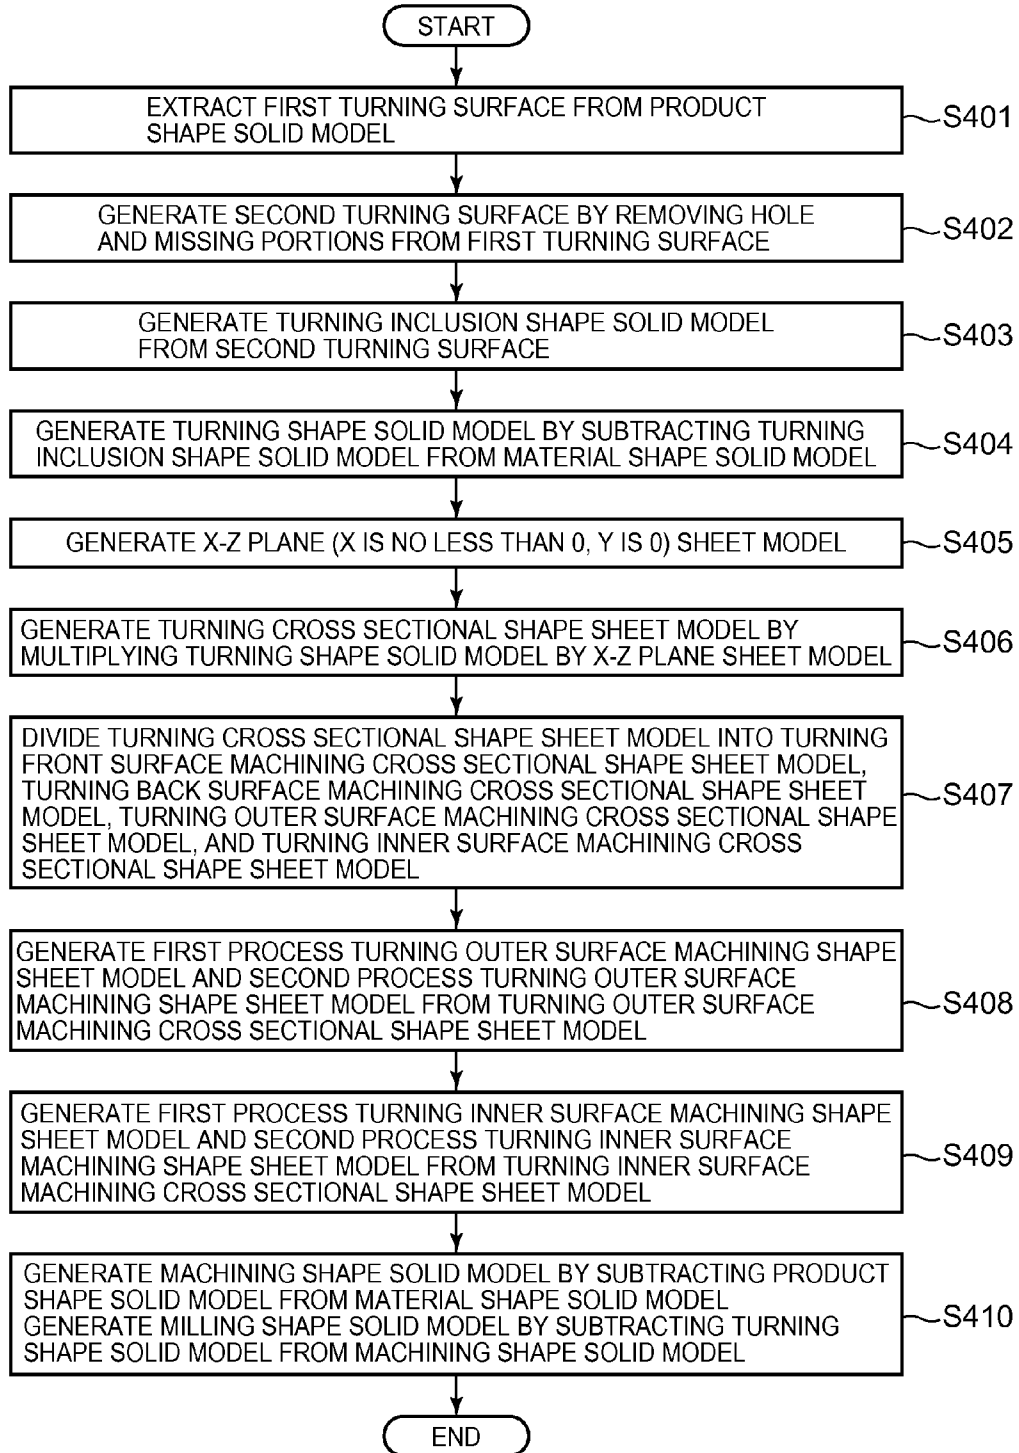 START
EXTRACT FIRST TURNING SURFACE FROM PRODUCT
SHAPE SOLID MODEL
S401
GENERATE SECOND TURNING SURFACE BY REMOVING HOLE
AND MISSING PORTIONS FROM FIRST TURNING SURFACE
S402
GENERATE TURNING INCLUSION SHAPE SOLID MODEL
FROM SECOND TURNING SURFACE
S403
GENERATE TURNING SHAPE SOLID MODEL BY SUBTRACTING TURNING
INCLUSION SHAPE SOLID MODEL FROM MATERIAL SHAPE SOLID MODEL
S404
GENERATE X-Z PLANE (X IS NO LESS THAN 0, Y IS 0) SHEET MODEL
S405
GENERATE TURNING CROSS SECTIONAL SHAPE SHEET MODEL BY
MULTIPLYING TURNING SHAPE SOLID MODEL BY X-Z PLANE SHEET MODEL
S406
DIVIDE TURNING CROSS SECTIONAL SHAPE SHEET MODEL INTO TURNING
FRONT SURFACE MACHINING CROSS SECTIONAL SHAPE SHEET MODEL,
TURNING BACK SURFACE MACHINING CROSS SECTIONAL SHAPE SHEET
MODEL, TURNING OUTER SURFACE MACHINING CROSS SECTIONAL SHAPE
SHEET MODEL, AND TURNING INNER SURFACE MACHINING CROSS
SECTIONAL SHAPE SHEET MODEL
S407
GENERATE FIRST PROCESS TURNING OUTER SURFACE MACHINING SHAPE
SHEET MODEL AND SECOND PROCESS TURNING OUTER SURFACE
MACHINING SHAPE SHEET MODEL FROM TURNING OUTER SURFACE
MACHINING CROSS SECTIONAL SHAPE SHEET MODEL
S408
GENERATE FIRST PROCESS TURNING INNER SURFACE MACHINING SHAPE
SHEET MODEL AND SECOND PROCESS TURNING INNER SURFACE
MACHINING SHAPE SHEET MODEL FROM TURNING INNER SURFACE
MACHINING CROSS SECTIONAL SHAPE SHEET MODEL
S409
GENERATE MACHINING SHAPE SOLID MODEL BY SUBTRACTING PRODUCT
SHAPE SOLID MODEL FROM MATERIAL SHAPE SOLID MODEL
GENERATE MILLING SHAPE SOLID MODEL BY SUBTRACTING TURNING
SHAPE SOLID MODEL FROM MACHINING SHAPE SOLID MODEL
S410
END